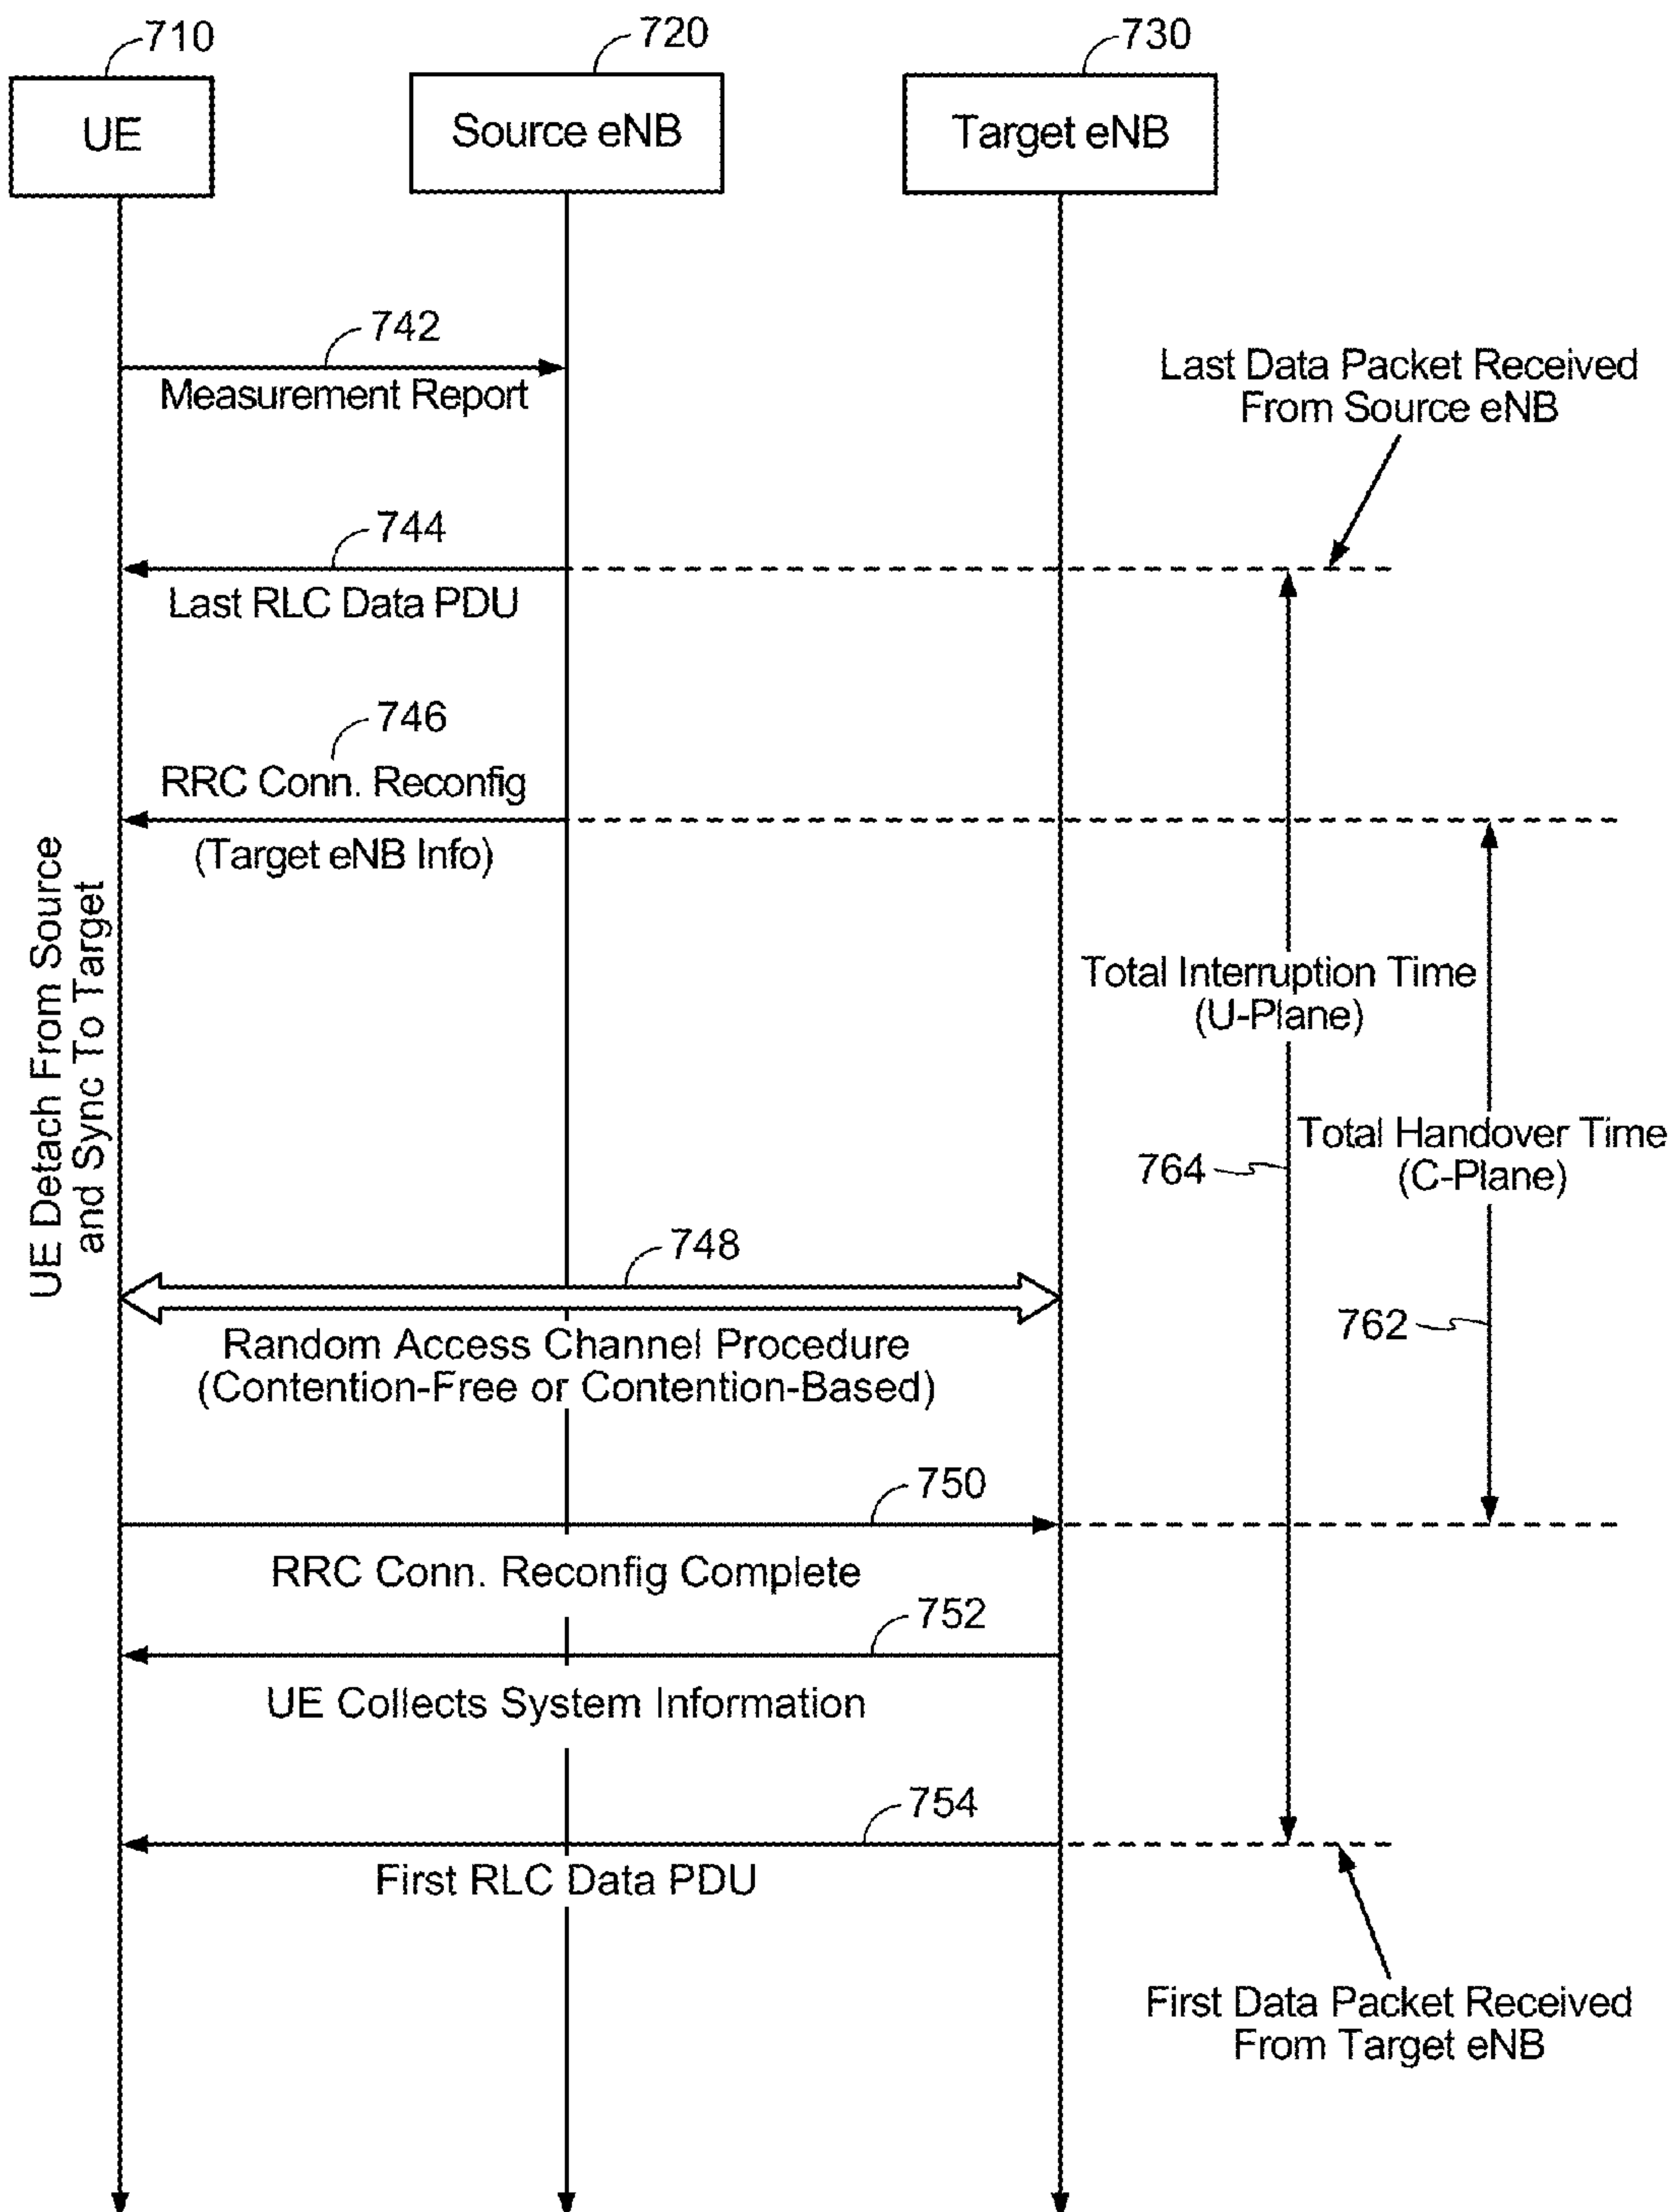 710
720
730
UE
Source eNB
Target eNB
742
Measurement Report
Last Data Packet Received
From Source eNB
744
Last RLC Data PDU
746
RRC Conn. Reconfig
(Target eNB Info)
UE Detach From Source
and Sync To Target
Total Interruption Time
(U-Plane)
Total Handover Time
(C-Plane)
764
762
748
Random Access Channel Procedure
(Contention-Free or Contention-Based)
750
RRC Conn. Reconfig Complete
752
UE Collects System Information
754
First RLC Data PDU
First Data Packet Received
From Target eNB